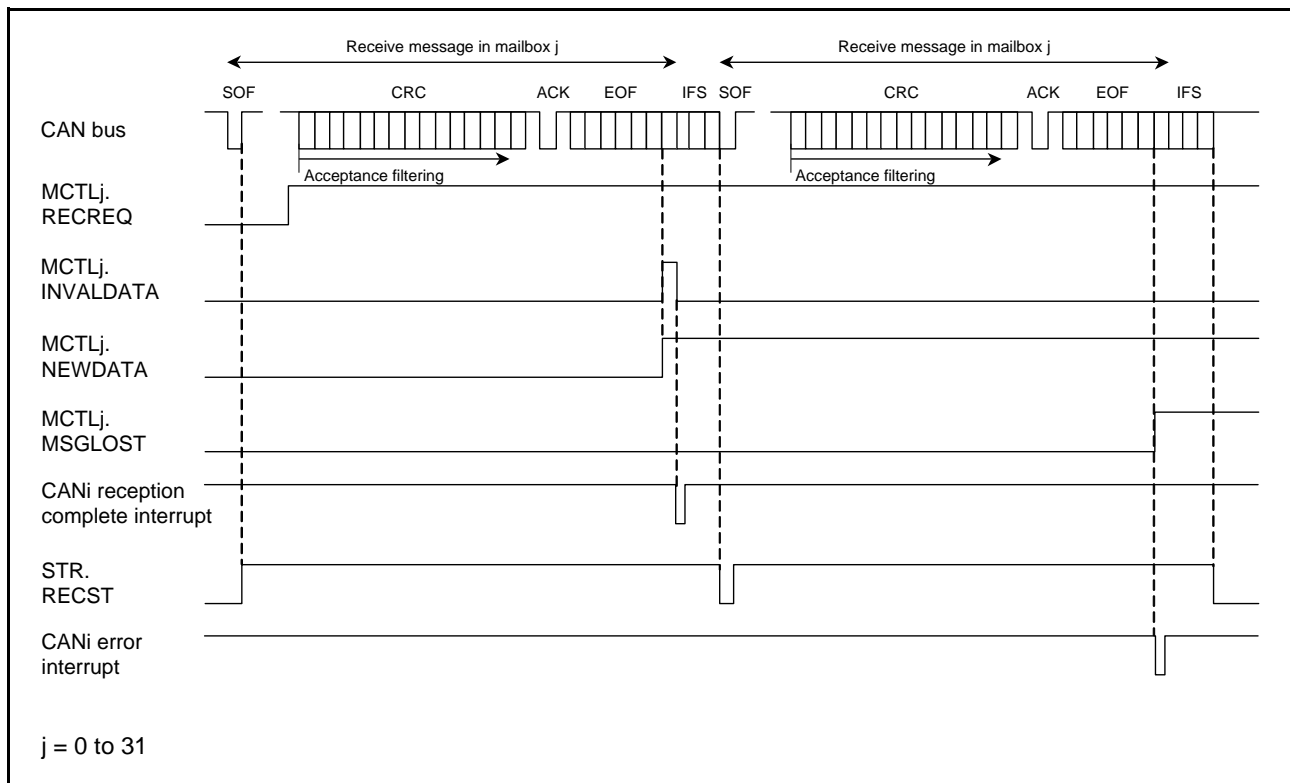 Receive message in mailbox j Receive message in mailbox j
SOF CRC ACK EOF IFS SOF CRC ACK EOF IFS
CAN bus
Acceptance filtering Acceptance filtering
MCTLj.
RECREQ
MCTLj.
INVALDATA
MCTLj.
NEWDATA
MCTLj.
MSGLOST
CANi reception
complete interrupt
STR.
RECST
CANi error
interrupt
j = 0 to 31